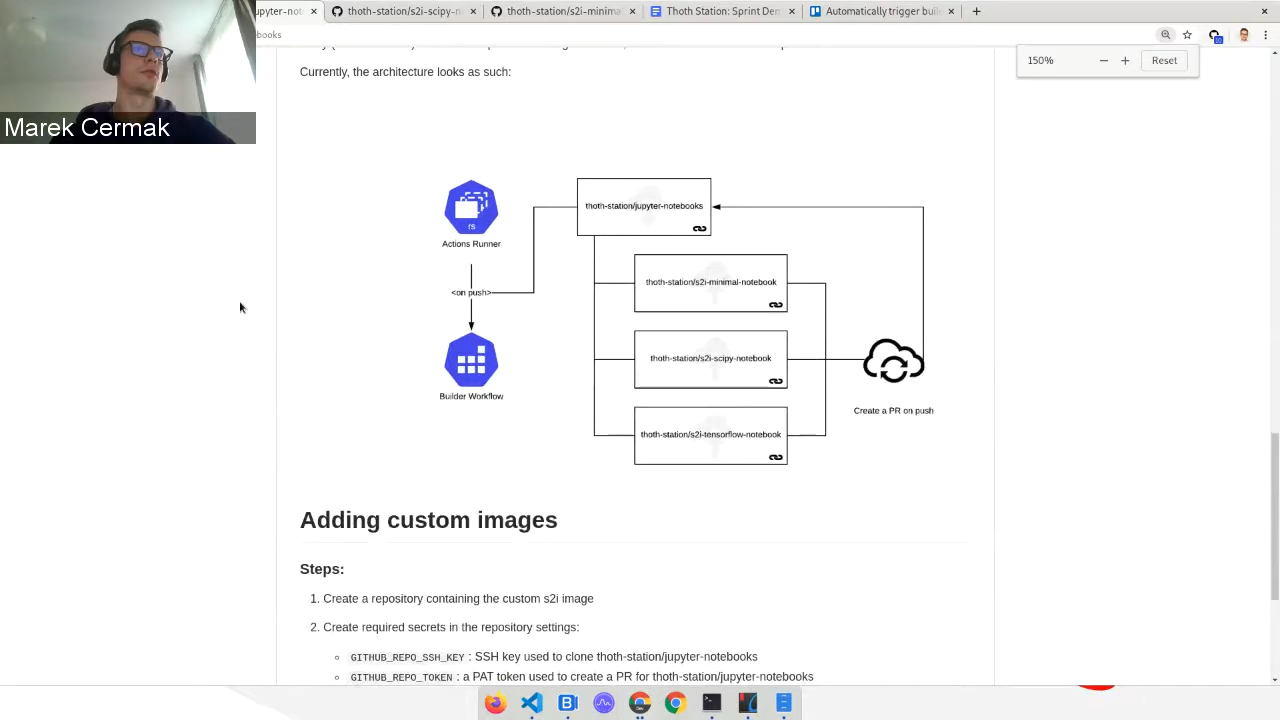 upyter-not
thoth-station/s2i-scipy-n
thoth-station/s2i-minima
Thoth Station: Sprint Dem
Automatically trigger buil
books
150%
Reset
Marek Cermak
Currently, the architecture looks as such:
rs
Actions Runner
<on push>
Builder Workflow
thoth-station/jupyter-notebooks
thoth-station/s2i-minimal-notebook
thoth-station/s2i-scipy-notebook
thoth-station/s2i-tensorflow-notebook
Create a PR on push
Adding custom images
Steps:
1. Create a repository containing the custom s2i image
2. Create required secrets in the repository settings:
GITHUB_REPO_SSH_KEY : SSH key used to clone thoth-station/jupyter-notebooks
GITHUB_REPO_TOKEN : a PAT token used to create a PR for thoth-station/jupyter-notebooks